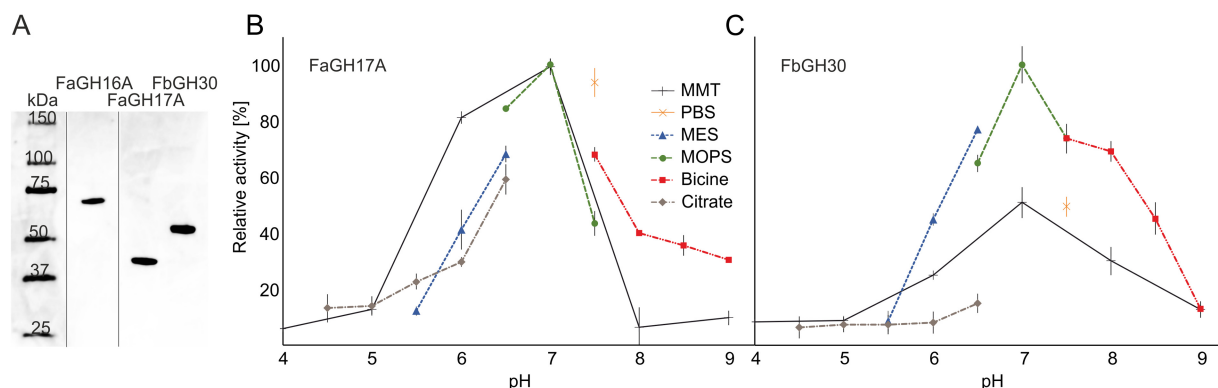 A
FaGH16A FbGH30
kDa FaGH17A
150
100
75
50
37
25
B
FaGH17A
Relative activity [%]
100
80
60
40
20
4 5 6 7 8 9
pH
MMT
PBS
MES
MOPS
Bicine
Citrate
C
FbGH30
4 5 6 7 8 9
pH